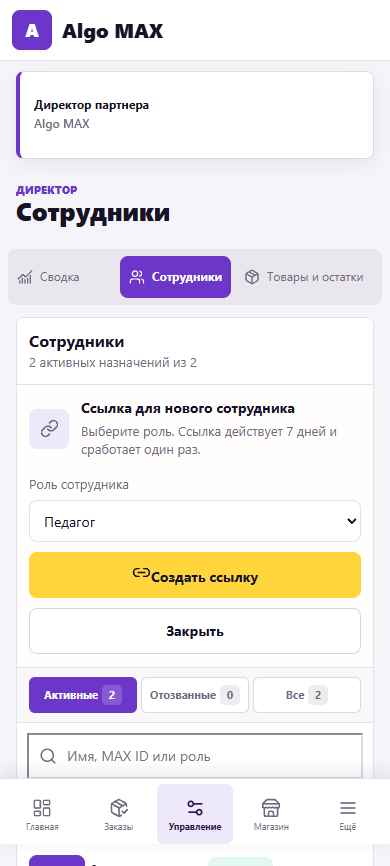 A Algo MAX
Директор партнера
Algo MAX
ДИРЕКТОР
Сотрудники
Сводка Сотрудники Товары и остатки
Сотрудники
2 активных назначений из 2
Ссылка для нового сотрудника
Выберите роль. Ссылка действует 7 дней и
сработает один раз.
Роль сотрудника
Педагог
Создать ссылку
Закрыть
Активные 2 Отозванные 0 Все 2
Имя, MAX ID или роль
Главная Заказы Управление Магазин Ещё